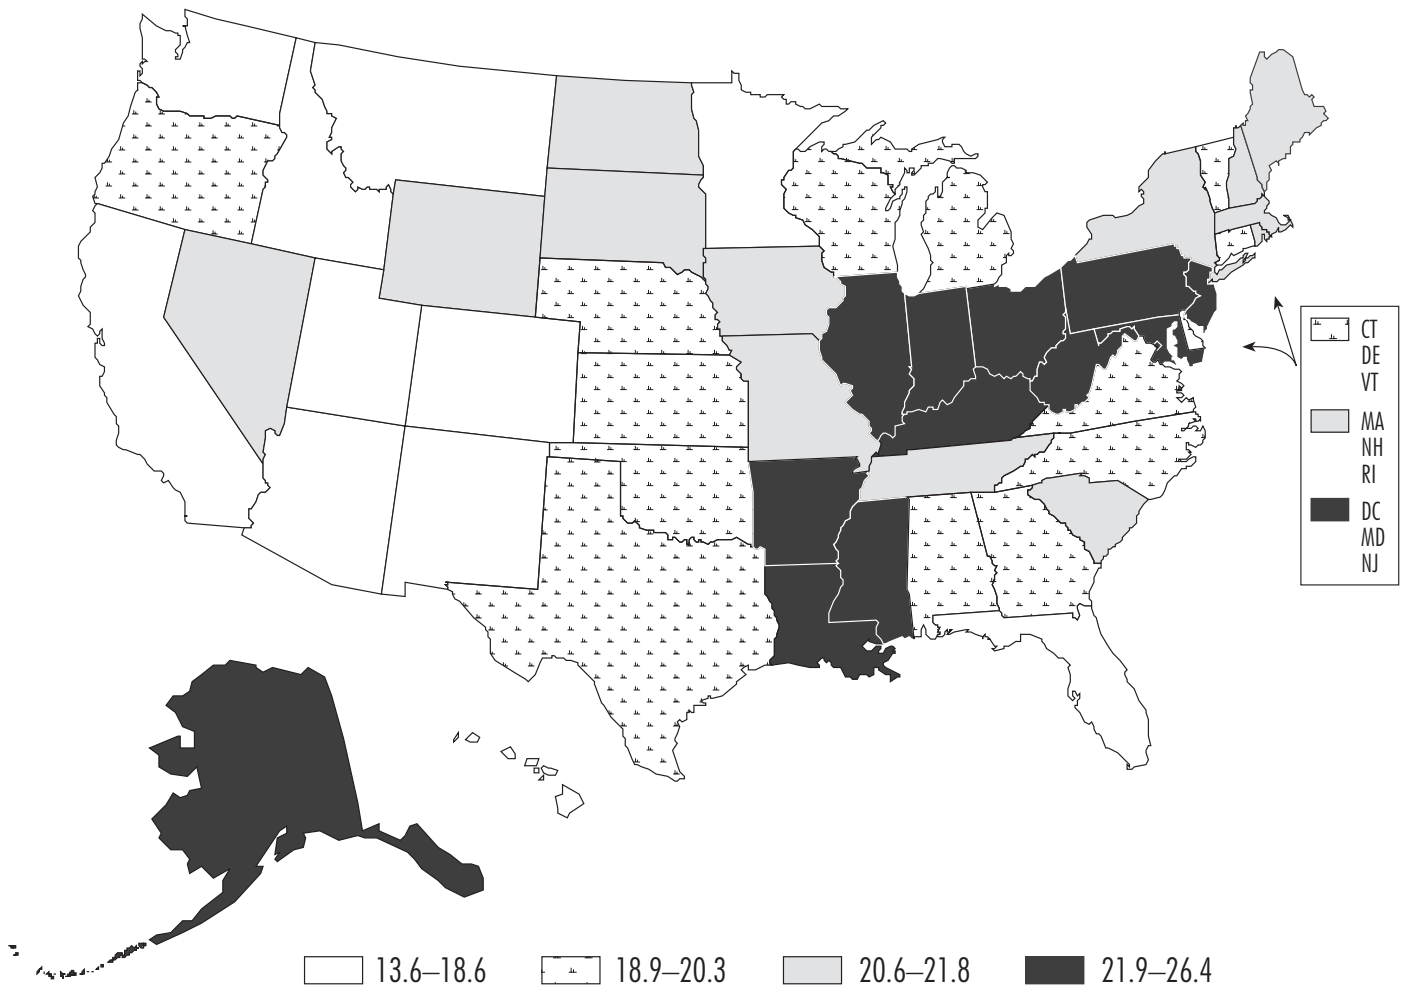 CT
DE
VT
MA
NH
RI
DC
MD
NJ
13.6–18.6
18.9–20.3
20.6–21.8
21.9–26.4